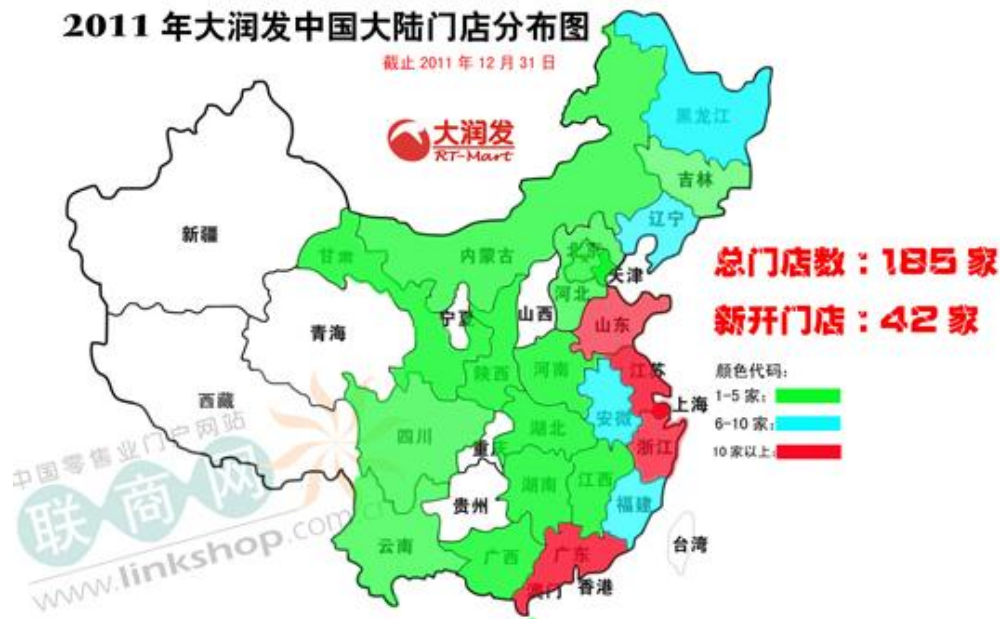 2011 年大润发中国大陆门店分布图
截止 2011 年 12 月 31 日
大润发
RT-Mart
黑龙江
吉林
辽宁
新疆
甘肃
内蒙古
北京
天津
河北
总门店数：185 家
新开门店：42 家
宁夏
山西
山东
青海
陕西
河南
江苏
颜色代码：
1-5 家：
6-10 家：
10 家以上：
西藏
安微
上海
四川
重庆
湖北
浙江
中国零售业门户网站
联商网
www.linkshop.com.cn
贵州
湖南
江西
福建
云南
广西
广东
台湾
澳门
香港